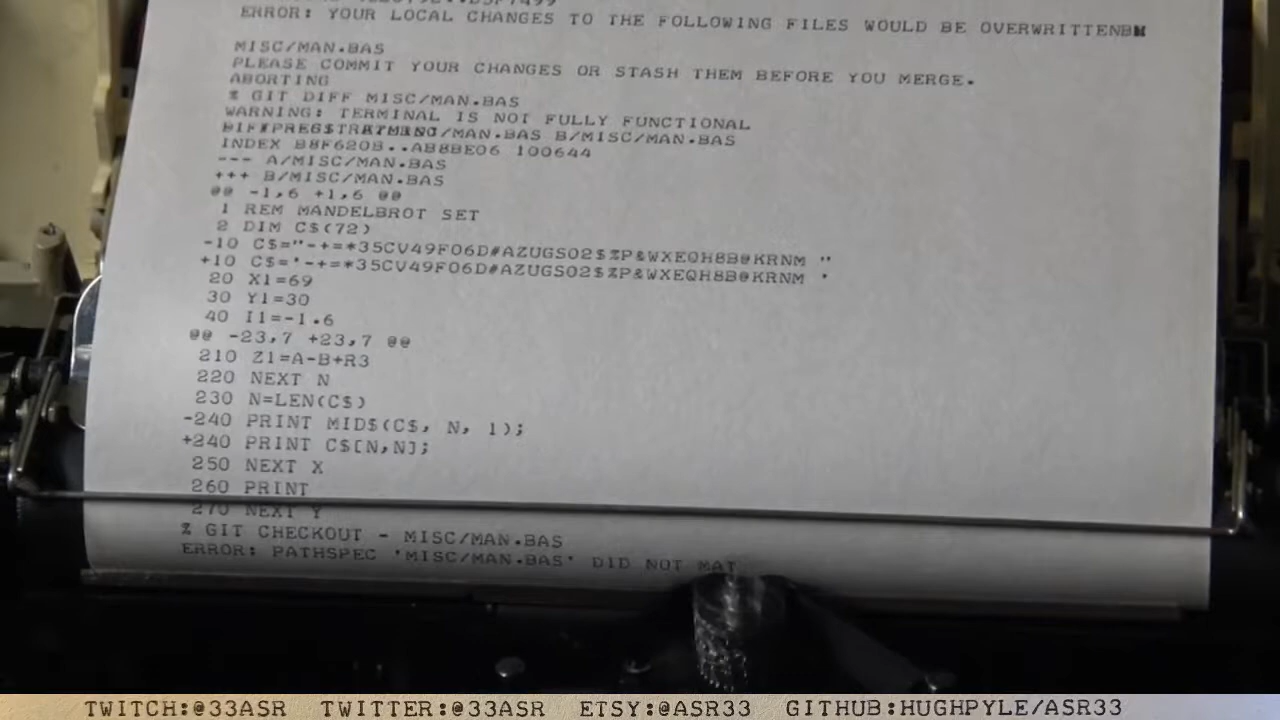 ERROR: YOUR LOCAL CHANGES TO THE FOLLOWING FILES WOULD BE OVERWRITTEN
MISC/MAN.BAS
PLEASE COMMIT YOUR CHANGES OR STASH THEM BEFORE YOU MERGE.
ABORTING
% GIT DIFF MISC/MAN.BAS
WARNING: TERMINAL IS NOT FULLY FUNCTIONAL
/MAN.BAS B/MISC/MAN.BAS
INDEX B8F620B..AB8BE06 100644
--- A/MISC/MAN.BAS
+++ B/MISC/MAN.BAS
@@ -1,6 +1,6 @@
1 REM MANDELBROT SET
2 DIM C$(72)
-10 C$="-+=*35CV49F06D#AZUGSO2$%P&WXEQH8B@KRNM "
+10 C$='-+=*35CV49F06D#AZUGSO2$%P&WXEQH8B@KRNM '
20 X1=69
30 Y1=30
40 I1=-1.6
@@ -23,7 +23,7 @@
210 Z1=A-B+R3
220 NEXT N
230 N=LEN(C$)
-240 PRINT MID$(C$, N, 1);
+240 PRINT C$[N,N];
250 NEXT X
260 PRINT
270 NEXT Y
% GIT CHECKOUT - MISC/MAN.BAS
ERROR: PATHSPEC 'MISC/MAN.BAS' DID NOT MAT
TWITCH:@33ASR TWITTER:@33ASR ETSY:@ASR33 GITHUB:HUGHPYLE/ASR33